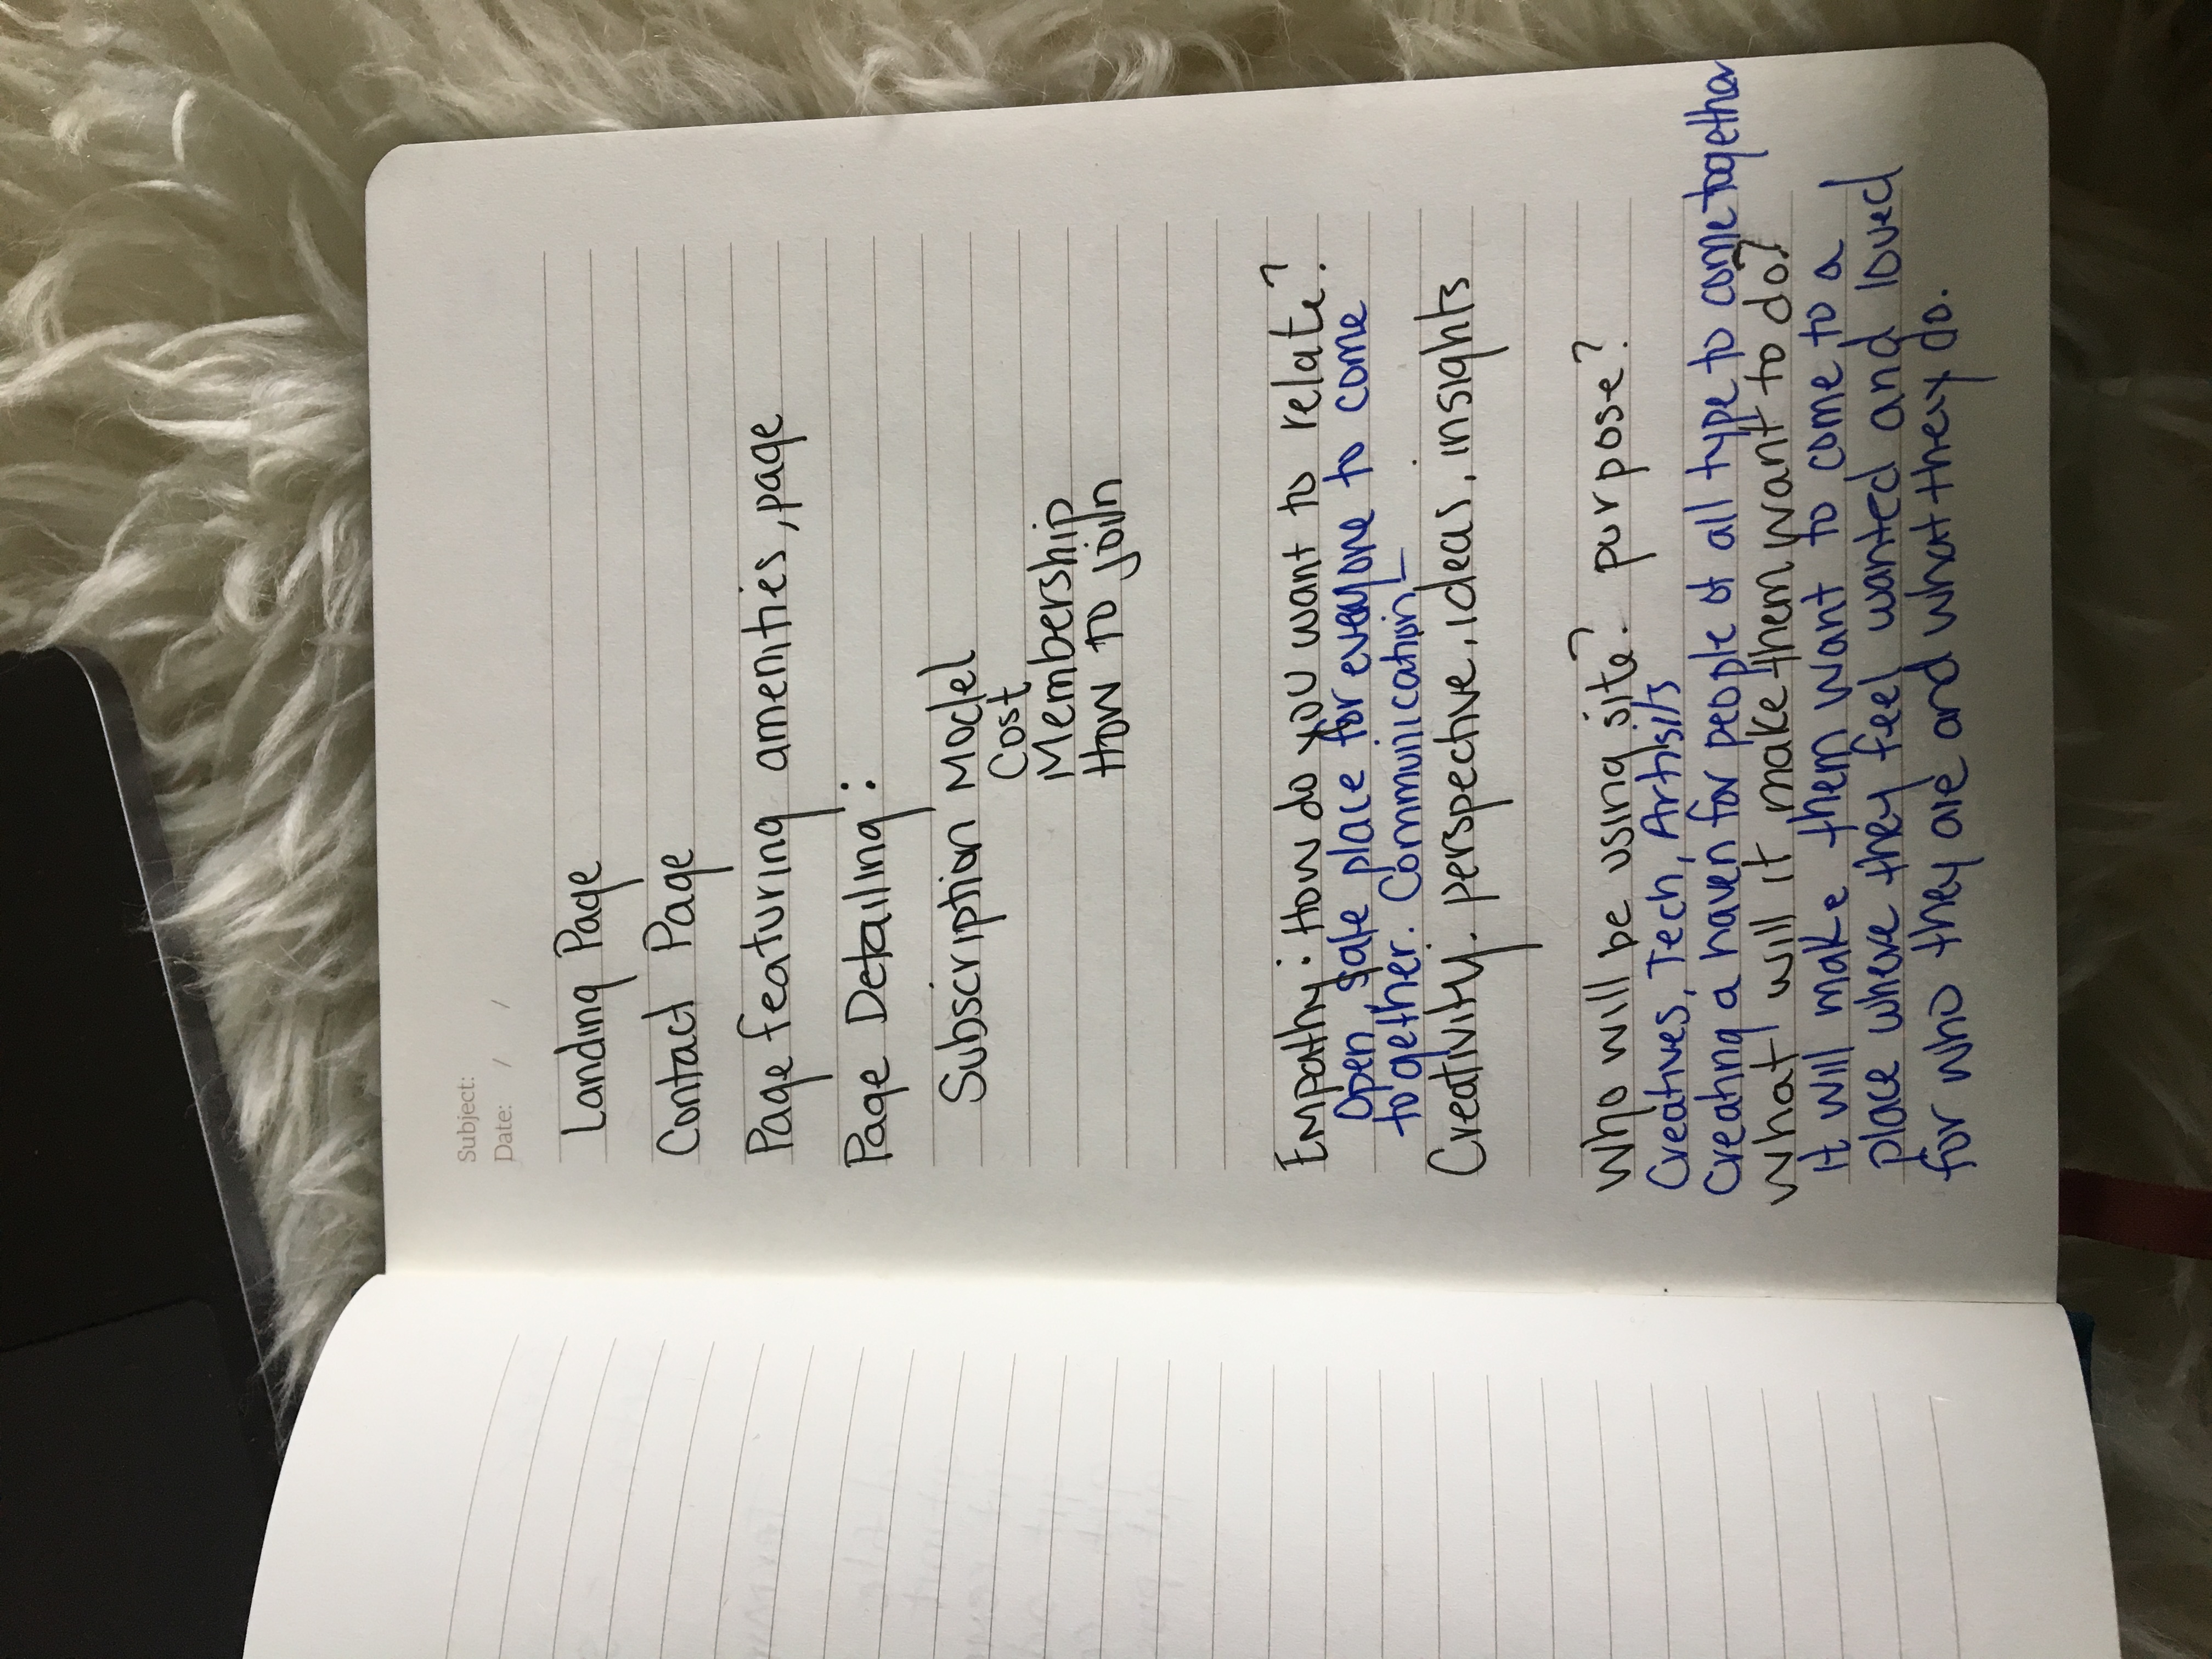 Subject:
Date: / /
Landing Page
Contact Page
Page featuring amenities, page
Page Detailing:
Subscription Model
Cost
Membership
How to join
Empathy: How do you want to relate?
Open safe place for everyone to come
together. Communication
Creativity. perspective, ideas, insights
Who will be using site? purpose?
Creatives, Tech, Artisits
Creating a haven for people of all type to come together
What will it make them want to do?
It will make them want to come to a
place where they feel wanted and loved
for who they are and what they do.